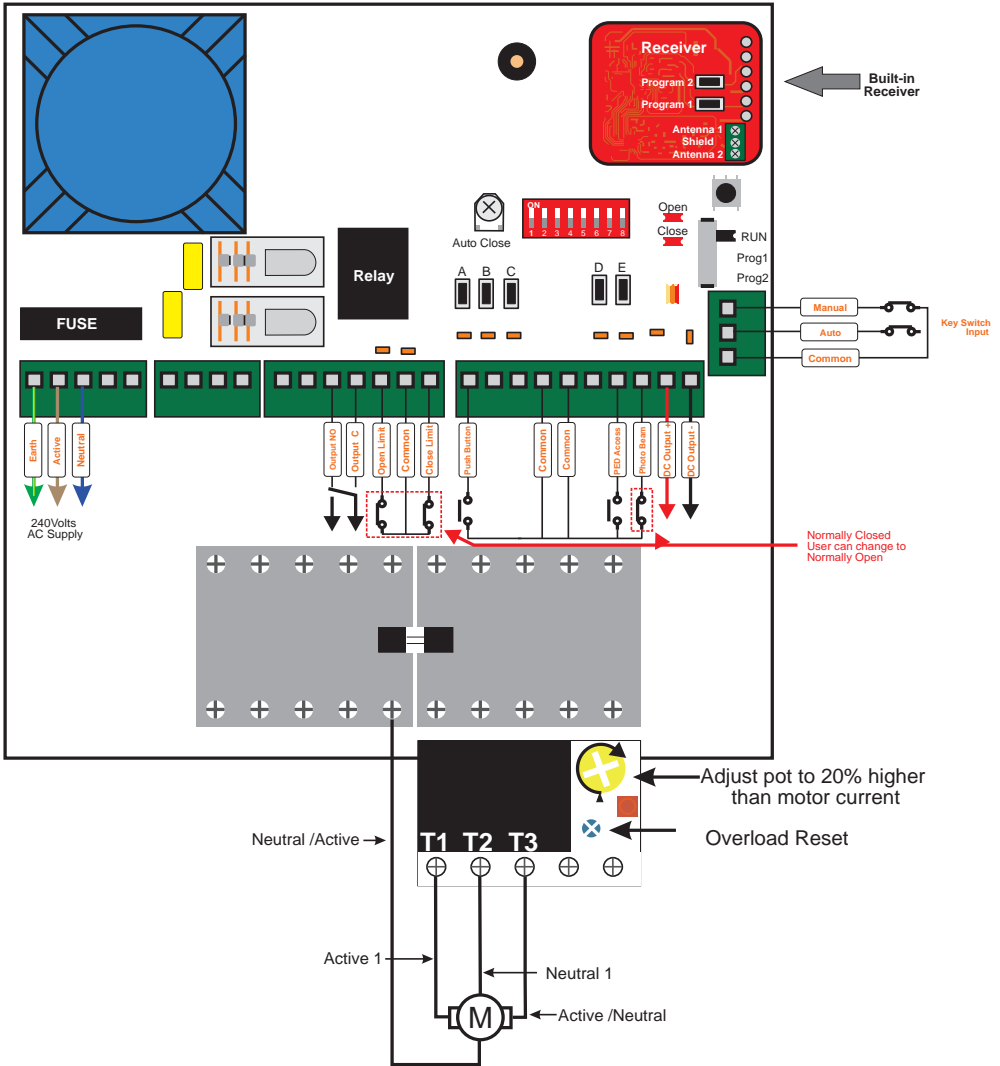 Receiver
Program 2
Program 1
Antenna 1
Shield
Antenna 2
Built-in
Receiver
ON
1 2 3 4 5 6 7 8
Auto Close
Open
Close
RUN
Prog1
Prog2
A B C
D E
Relay
FUSE
Manual
Auto
Common
Key Switch
Input
Earth
Active
Neutral
240Volts
AC Supply
Output NO
Output C
Open Limit
Common
Close Limit
Push Button
Common
Common
PED Access
Photo Beam
DC Output +
DC Output -
Normally Closed
User can change to
Normally Open
Adjust pot to 20% higher
than motor current
Overload Reset
T1 T2 T3
Neutral /Active
Active 1
Neutral 1
Active /Neutral
M